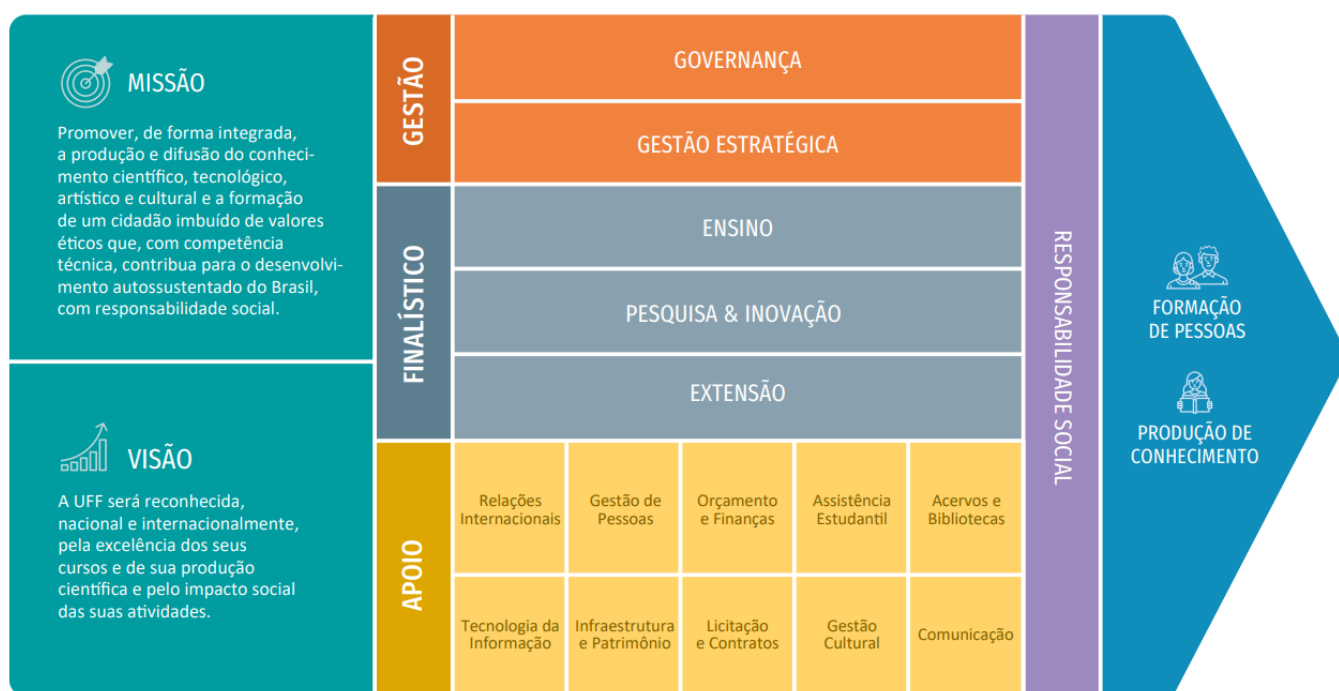 MISSÃO
Promover, de forma integrada,
a produção e difusão do conheci-
mento científico, tecnológico,
artístico e cultural e a formação
de um cidadão imbuído de valores
éticos que, com competência
técnica, contribua para o desenvolvi-
mento autossustentado do Brasil,
com responsabilidade social.
VISÃO
A UFF será reconhecida,
nacional e internacionalmente,
pela excelência dos seus
cursos e de sua produção
científica e pelo impacto social
das suas atividades.
GESTÃO
GOVERNANÇA
GESTÃO ESTRATÉGICA
FINALÍSTICO
ENSINO
PESQUISA & INOVAÇÃO
EXTENSÃO
APOIO
Relações
Internacionais
Gestão de
Pessoas
Orçamento
e Finanças
Assistência
Estudantil
Acervos e
Bibliotecas
Tecnologia da
Informação
Infraestrutura
e Patrimônio
Licitação
e Contratos
Gestão
Cultural
Comunicação
RESPONSABILIDADE SOCIAL
FORMAÇÃO
DE PESSOAS
PRODUÇÃO DE
CONHECIMENTO